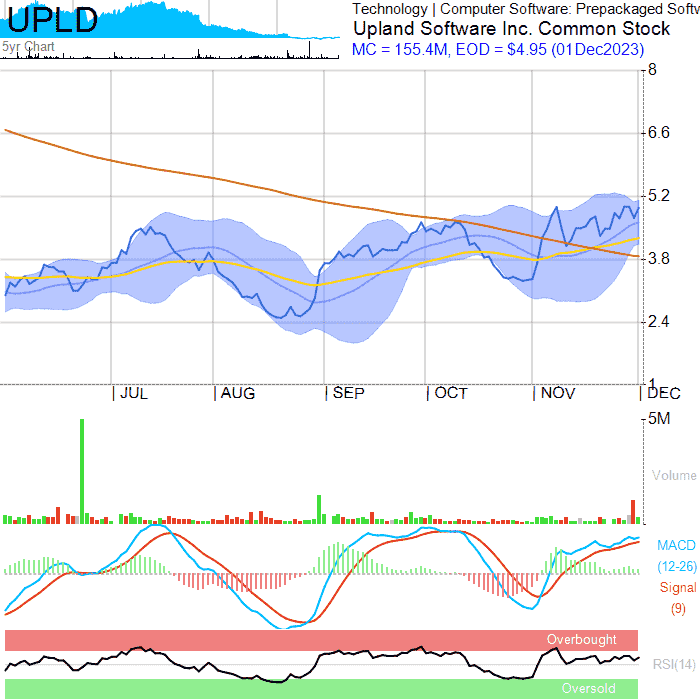 UPLD
5yr Chart
Technology | Computer Software: Prepackaged Softw
Upland Software Inc. Common Stock
MC = 155.4M, EOD = $4.95 (01Dec2023)
8
6.6
5.2
3.8
2.4
1
JUL AUG SEP OCT NOV DEC
5M
Volume
MACD
(12-26)
Signal
(9)
Overbought
RSI(14)
Oversold